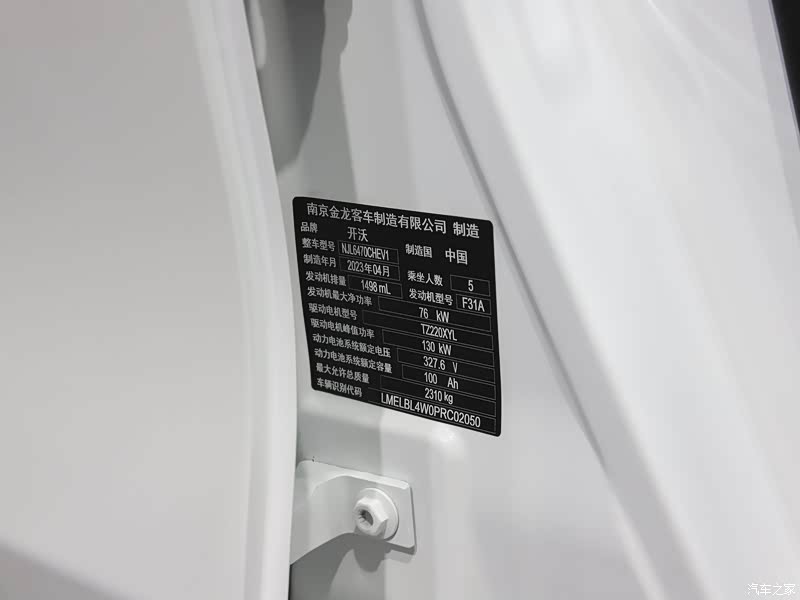 南京金龙客车制造有限公司 制造
品牌 开沃
整车型号 NJL6470CHEV1 制造国 中国
制造年月 2023年04月 乘坐人数 5
发动机排量 1498 mL 发动机型号 F31A
发动机最大净功率 76 kW
驱动电机型号 TZ220XYL
驱动电机峰值功率 130 kW
动力电池系统额定电压 327.6 V
动力电池系统额定容量 100 Ah
最大允许总质量 2310 kg
车辆识别代码 LMELBL4W0PRC02050
汽车之家